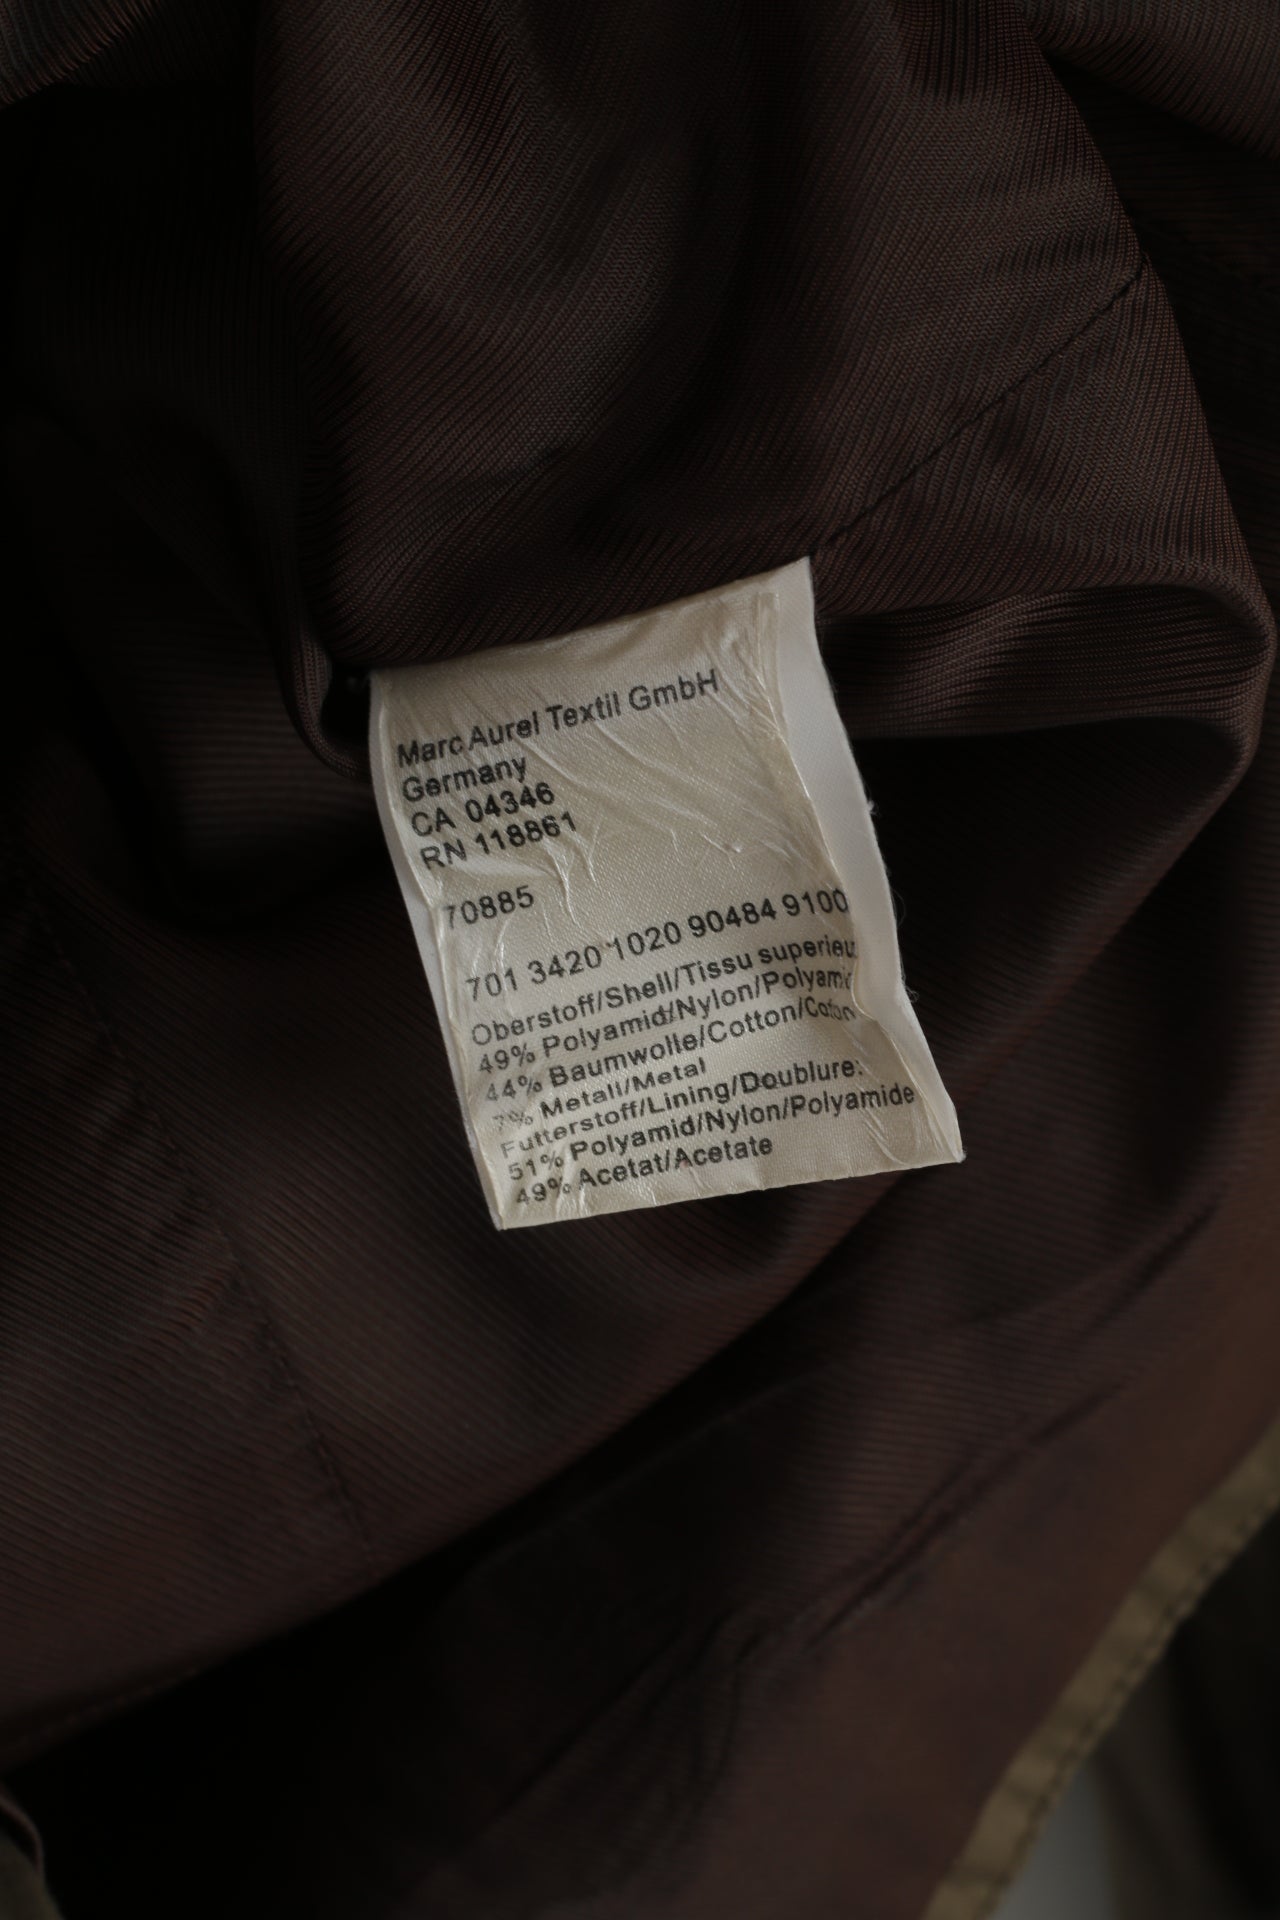 Marc Aurel Textil GmbH
Germany
CA 04346
RN 118861
70885
701 3420 1020 90484 9100
Oberstoff/Shell/Tissu superieu
49% Polyamid/Nylon/Polyami
44% Baumwolle/Cotton/Coton
7% Metall/Metal
Futterstoff/Lining/Doublure:
51% Polyamid/Nylon/Polyamide
49% Acetat/Acetate